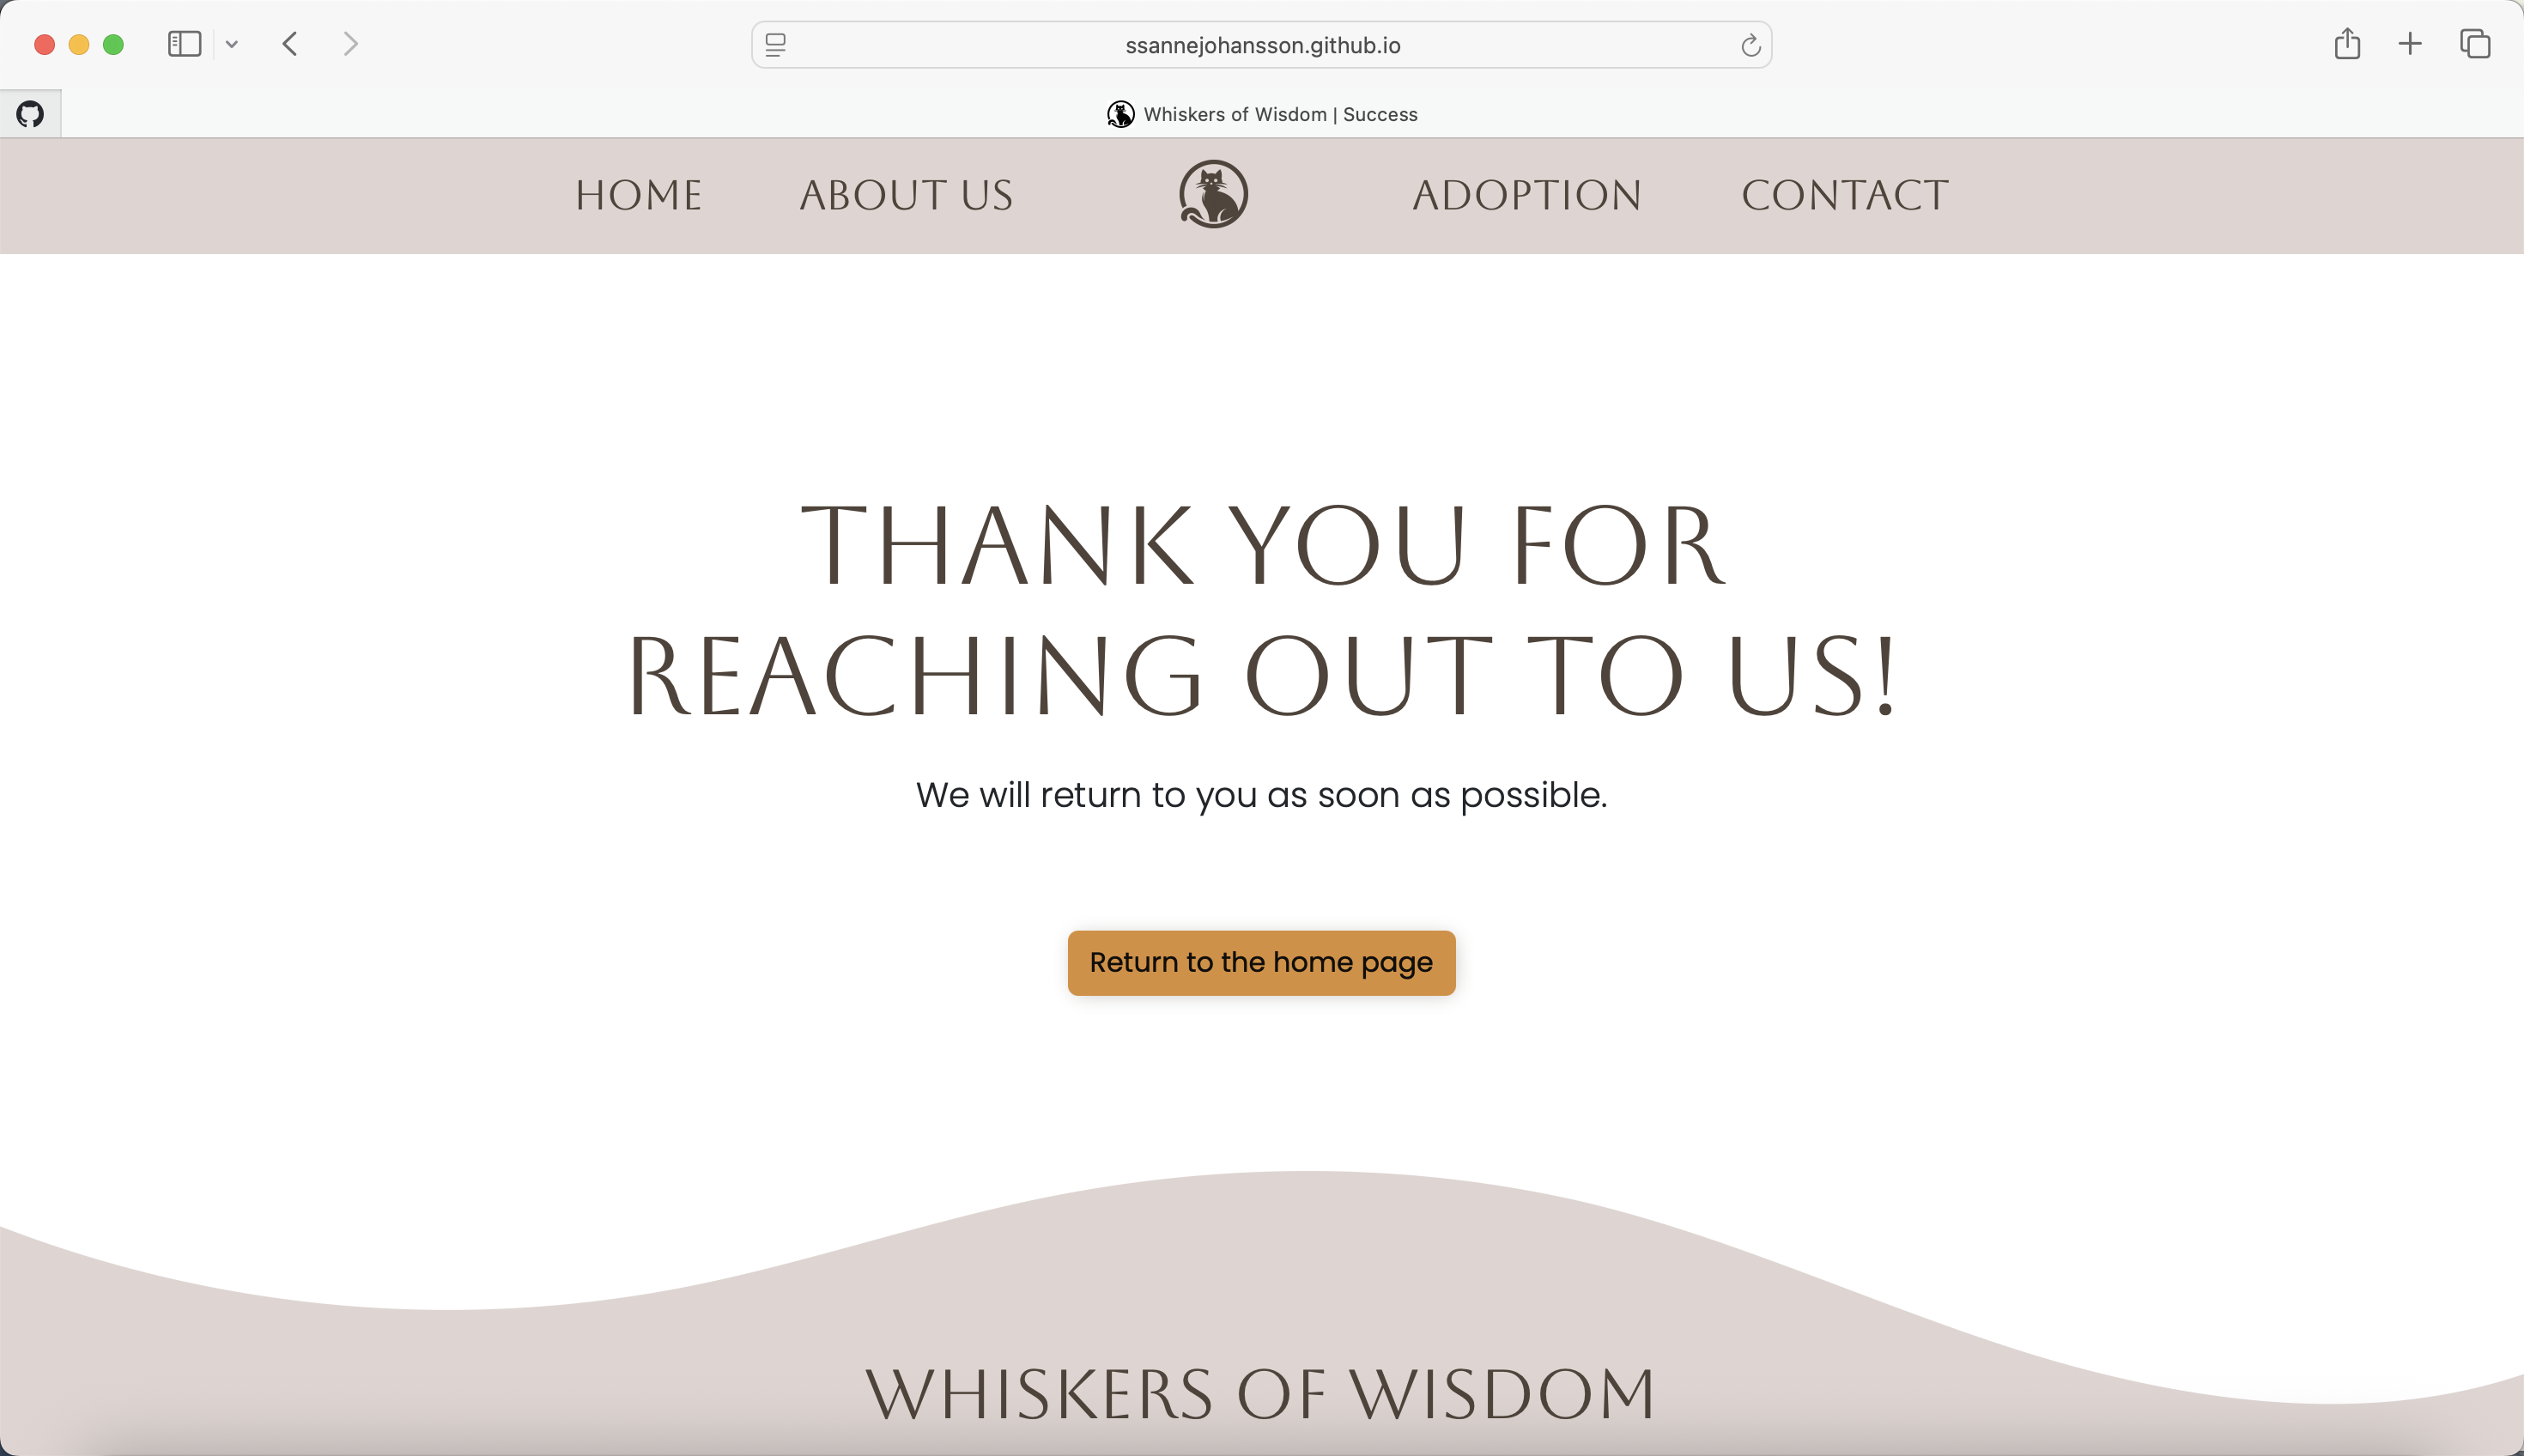 ssannejohansson.github.io
Whiskers of Wisdom | Success
HOME ABOUT US ADOPTION CONTACT
THANK YOU FOR
REACHING OUT TO US!
We will return to you as soon as possible.
Return to the home page
WHISKERS OF WISDOM